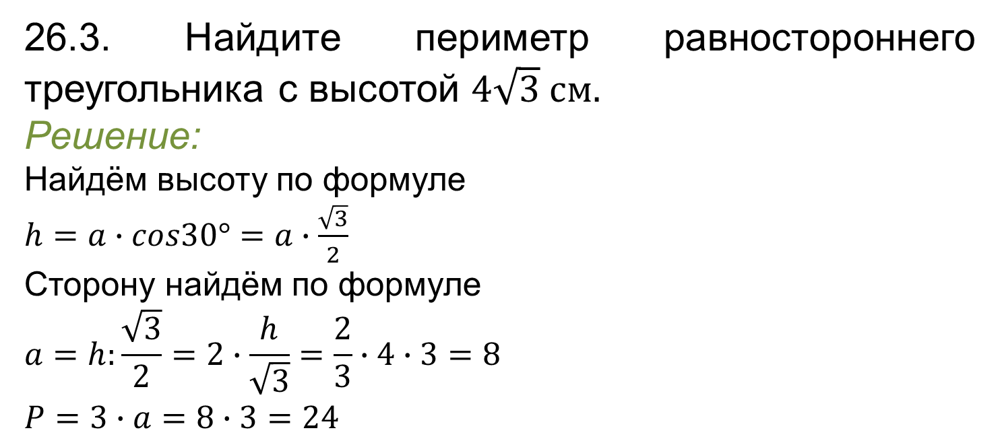 26.3. Найдите периметр равностороннего
треугольника с высотой 4√3 см.
Решение:
Найдём высоту по формуле
h = a · cos30° = a · √3/2
Сторону найдём по формуле
a = h: √3/2 = 2 · h/√3 = 2/3 · 4 · 3 = 8
P = 3 · a = 8 · 3 = 24